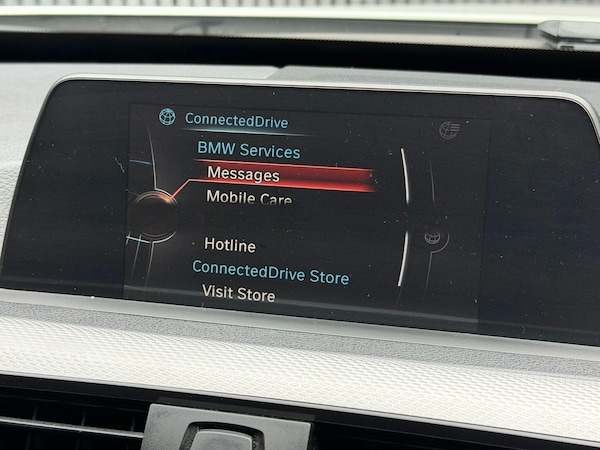 ConnectedDrive
BMW Services
Messages
Mobile Care
Hotline
ConnectedDrive Store
Visit Store